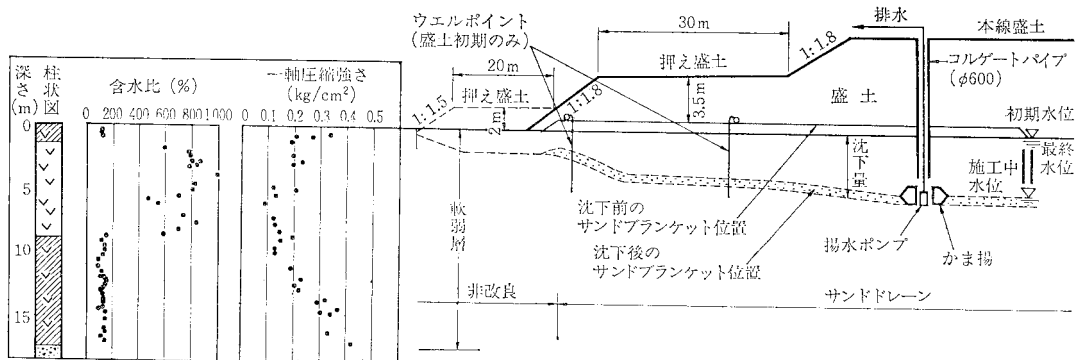 深さ(m)
柱状図
含水比 (%)
0 200 400 600 800 1000
一軸圧縮強さ
(kg/cm²)
0 0.1 0.2 0.3 0.4 0.5
0
5
10
15
ウエルポイント
(盛土初期のみ)
30m
20m
1:1.5
押え盛土
2m
1:1.8
押え盛土
3.5m
1:1.8
盛土
排水
本線盛土
コルゲートパイプ
(φ600)
初期水位
最終水位
施工中水位
沈下量
沈下前の
サンドブランケット位置
沈下後の
サンドブランケット位置
揚水ポンプ
かま場
軟弱層
非改良
サンドドレーン